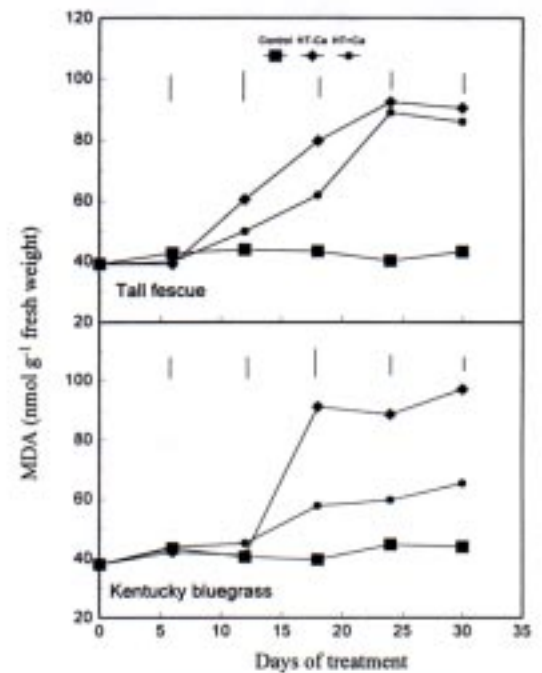 120
Control HT-Ca HT+Ca
100
80
60
40
Tall fescue
20
100
80
60
40
Kentucky bluegrass
20
0 5 10 15 20 25 30 35
Days of treatment
MDA (nmol g⁻¹ fresh weight)